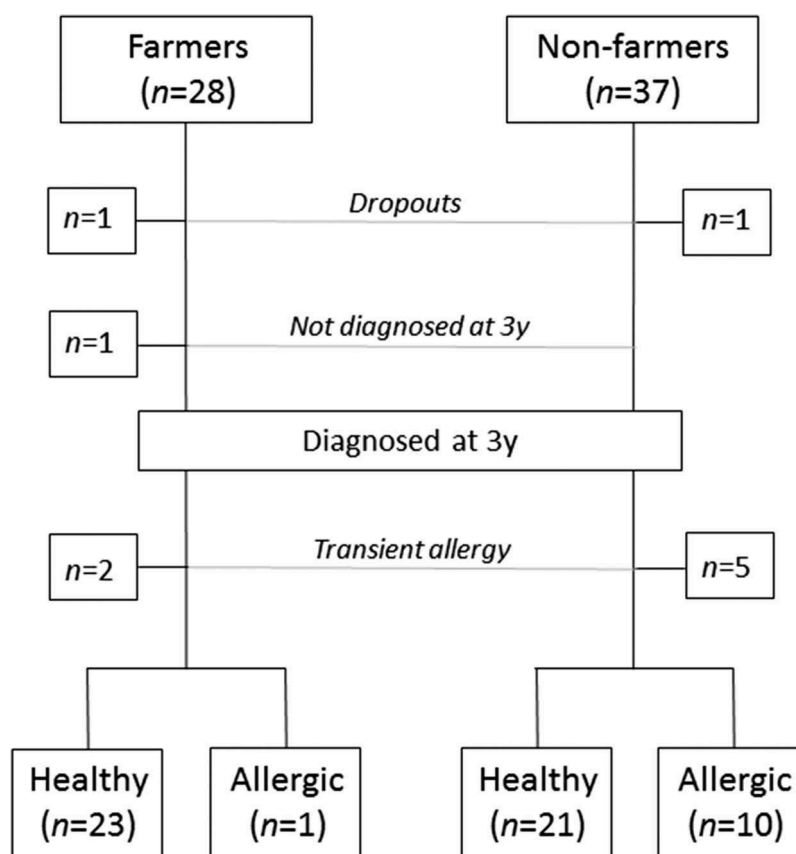 Farmers
(n=28)
Non-farmers
(n=37)
n=1
Dropouts
n=1
n=1
Not diagnosed at 3y
Diagnosed at 3y
n=2
Transient allergy
n=5
Healthy
(n=23)
Allergic
(n=1)
Healthy
(n=21)
Allergic
(n=10)